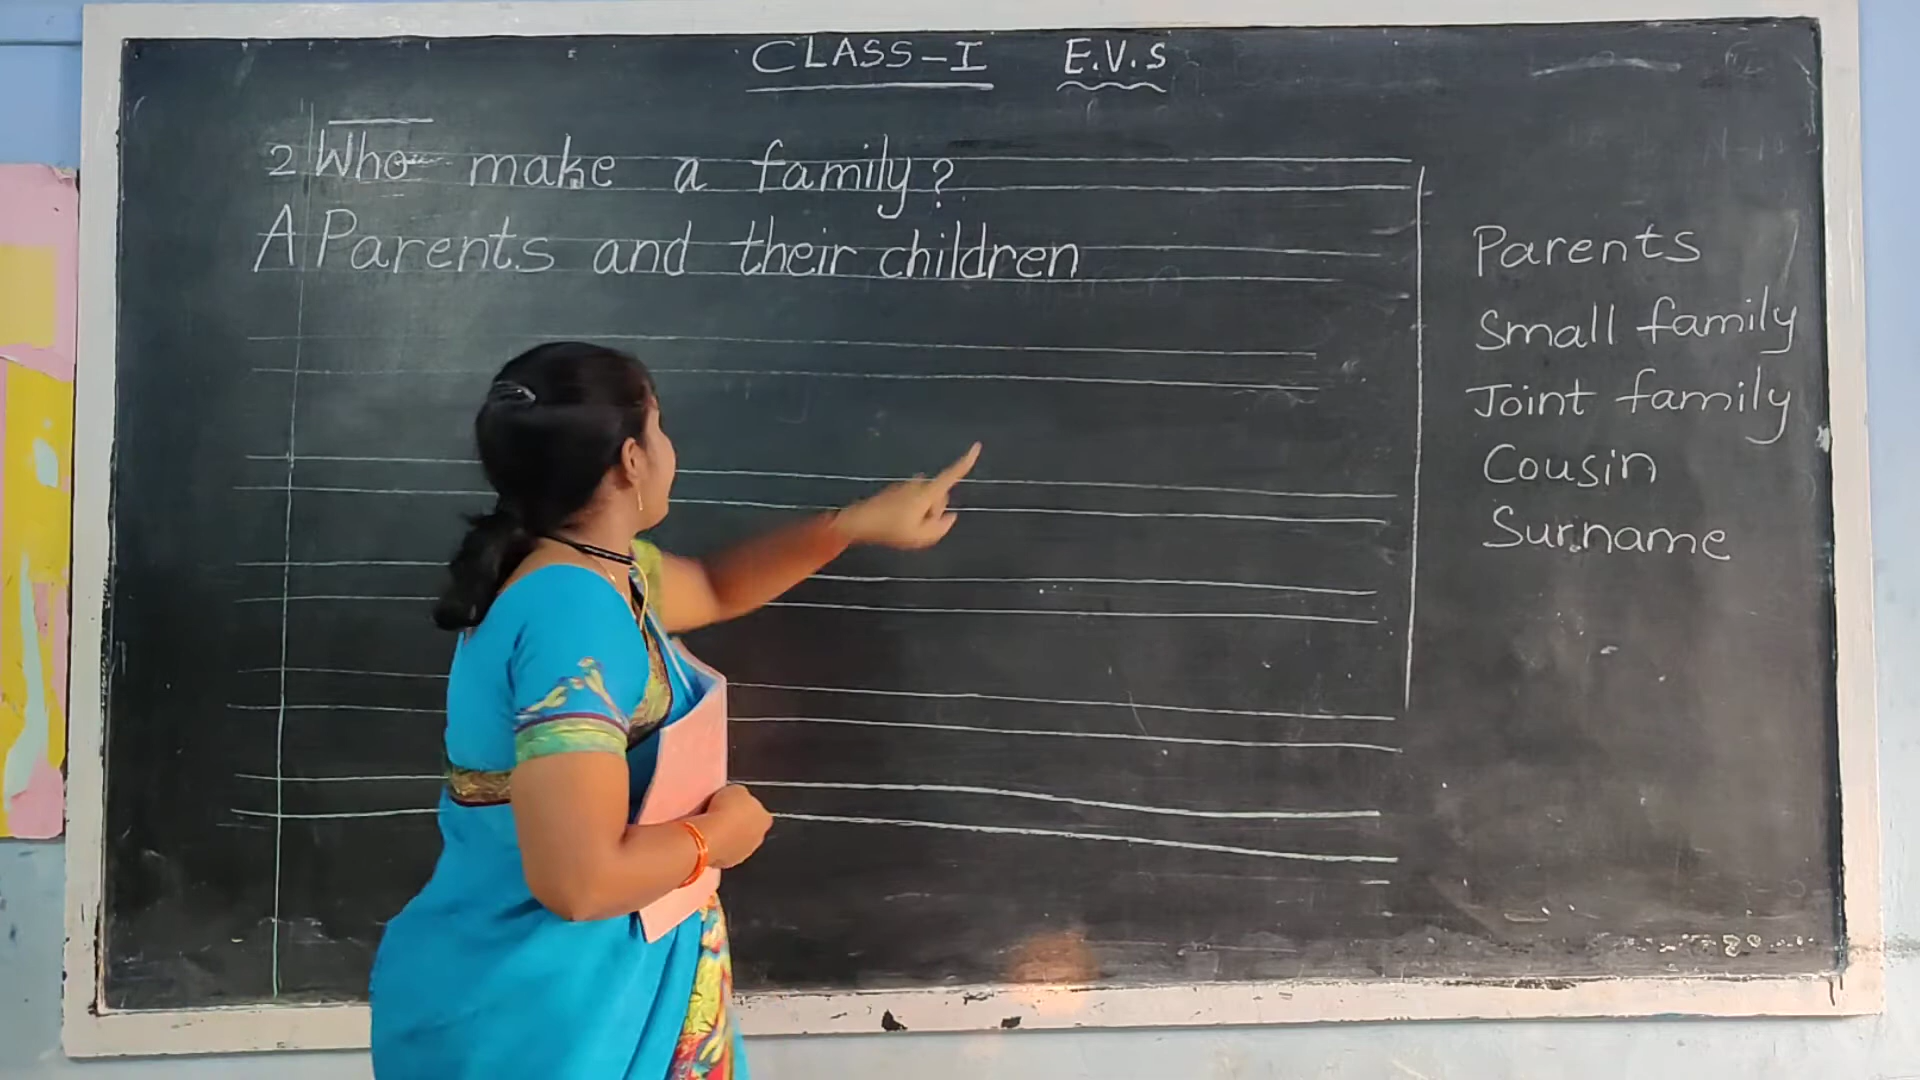 CLASS-I E.V.S
2 Who make a family?
A Parents and their children
Parents
Small family
Joint family
Cousin
Surname